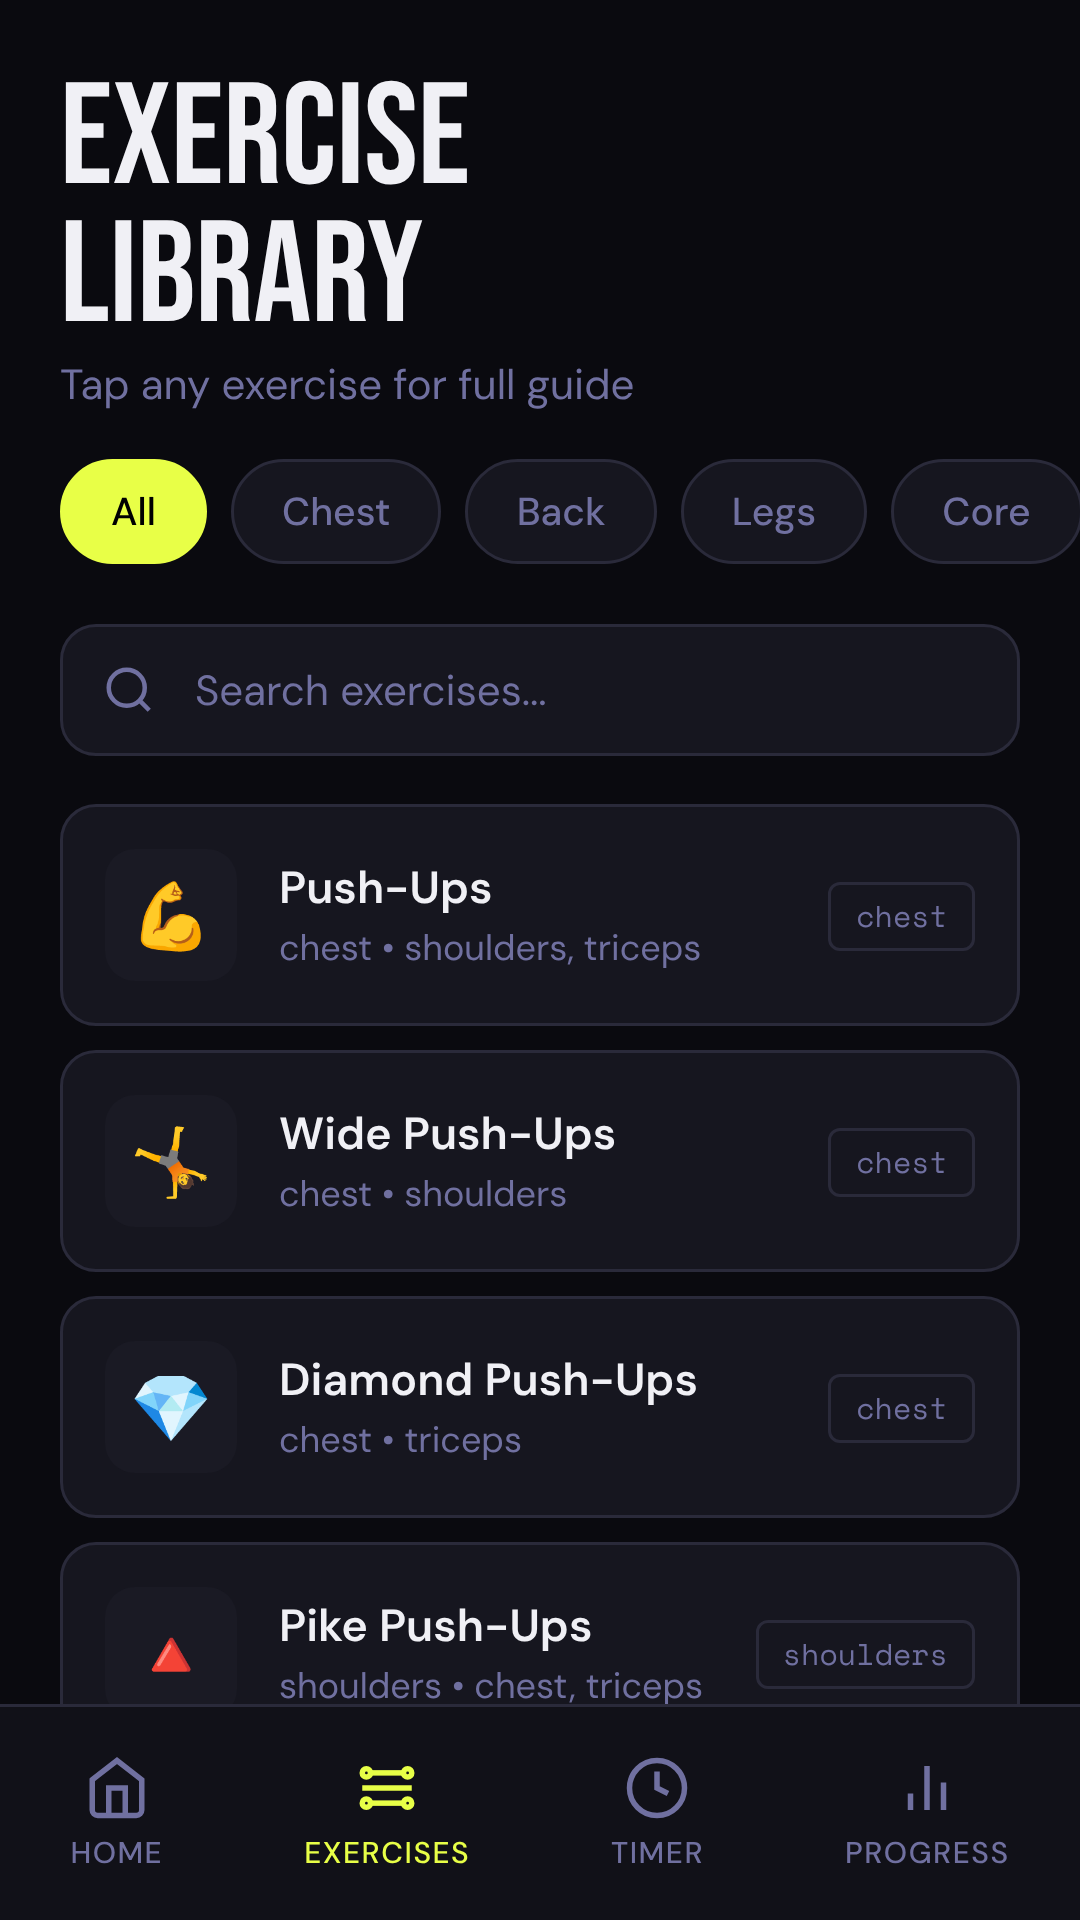 EXERCISE
LIBRARY
Tap any exercise for full guide
All Chest Back Legs Core
Search exercises...
Push-Ups
chest • shoulders, triceps
chest
Wide Push-Ups
chest • shoulders
chest
Diamond Push-Ups
chest • triceps
chest
Pike Push-Ups
shoulders • chest, triceps
shoulders
HOME EXERCISES TIMER PROGRESS